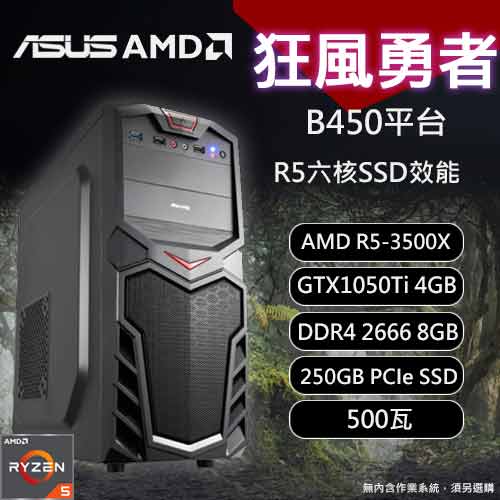 ASUS AMD
狂風勇者
B450平台
R5六核SSD效能
AMD R5-3500X
GTX1050Ti 4GB
DDR4 2666 8GB
250GB PCIe SSD
500瓦
AMD
RYZEN
5
無內含作業系統，須另選購